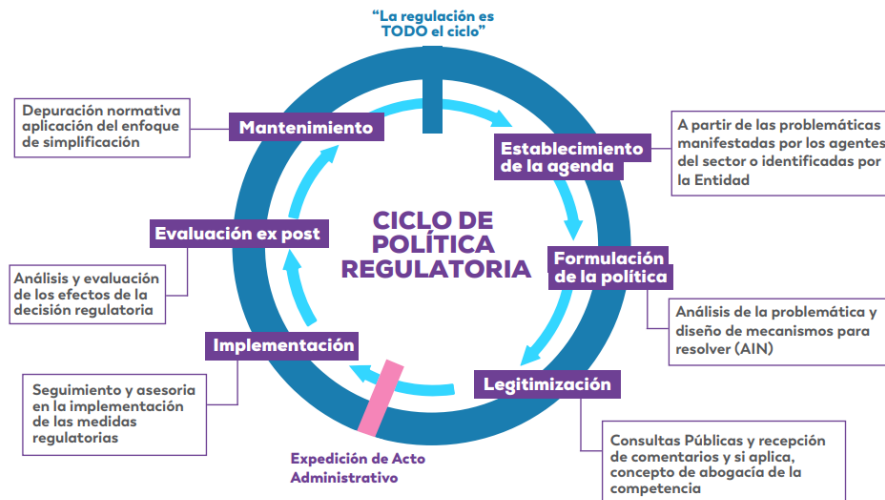 “La regulación es
TODO el ciclo”
Mantenimiento
Depuración normativa
aplicación del enfoque
de simplificación
Establecimiento
de la agenda
A partir de las problemáticas
manifestadas por los agentes
del sector o identificadas por
la Entidad
CICLO DE
POLÍTICA
REGULATORIA
Evaluación ex post
Análisis y evaluación
de los efectos de la
decisión regulatoria
Formulación
de la política
Análisis de la problemática y
diseño de mecanismos para
resolver (AIN)
Implementación
Seguimiento y asesoria
en la implementación
de las medidas
regulatorias
Legitimización
Consultas Públicas y recepción
de comentarios y si aplica,
concepto de abogacía de la
competencia
Expedición de Acto
Administrativo